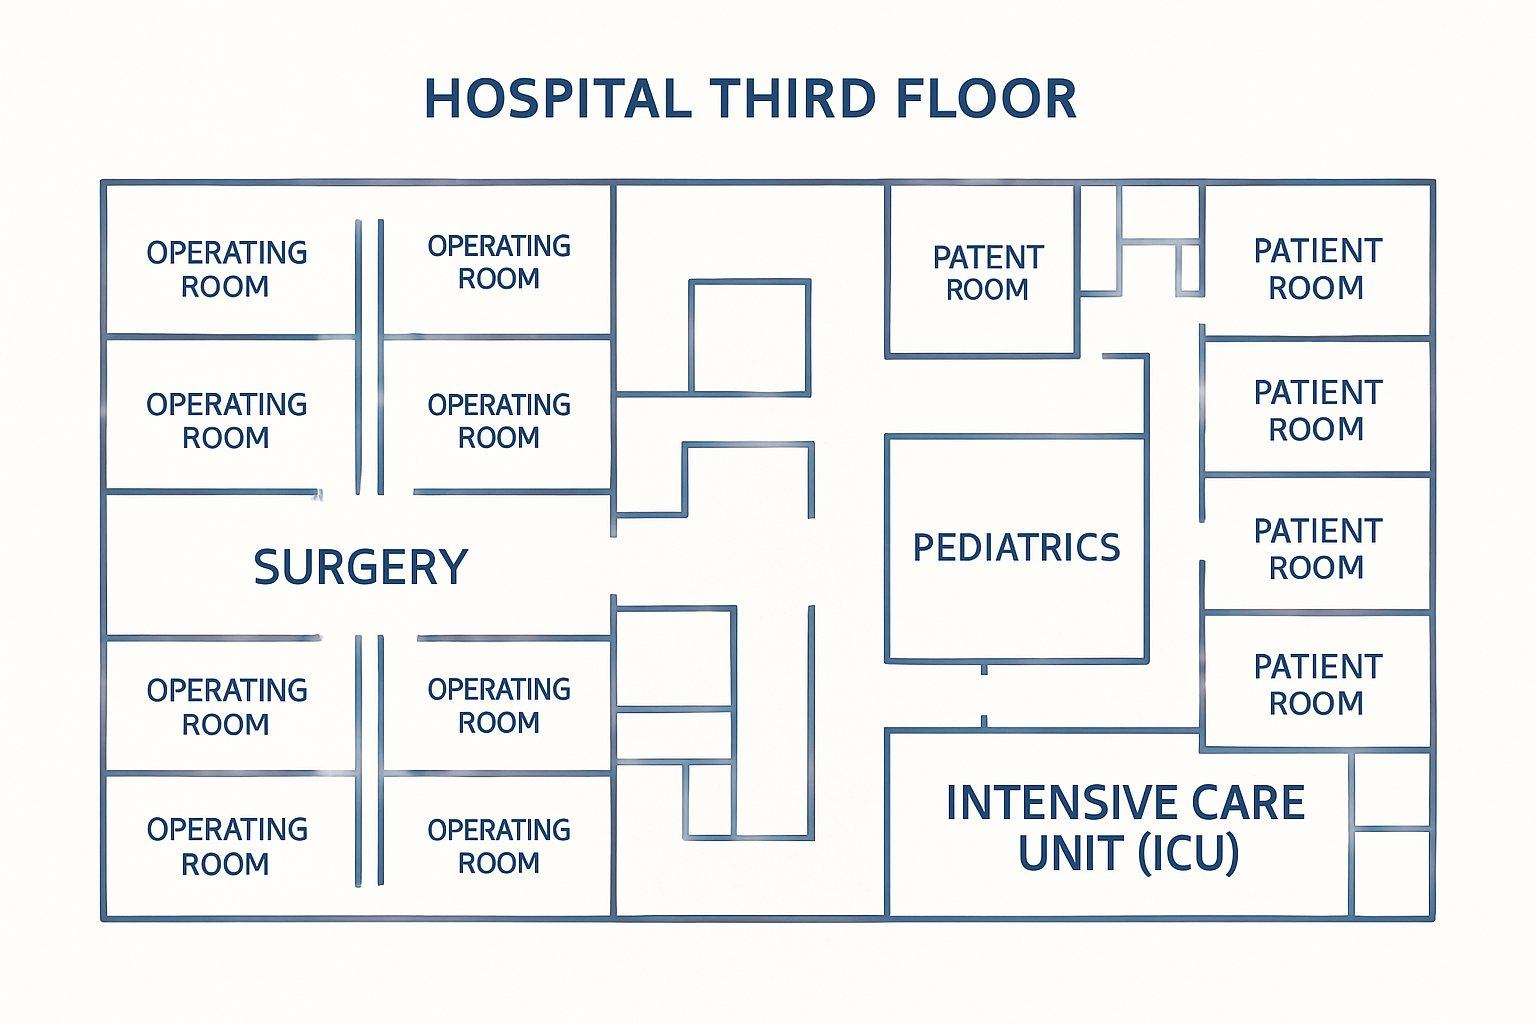 HOSPITAL THIRD FLOOR
OPERATING
ROOM
OPERATING
ROOM
PATENT
ROOM
PATIENT
ROOM
OPERATING
ROOM
OPERATING
ROOM
PATIENT
ROOM
SURGERY
PEDIATRICS
PATIENT
ROOM
OPERATING
ROOM
OPERATING
ROOM
PATIENT
ROOM
OPERATING
ROOM
OPERATING
ROOM
INTENSIVE CARE
UNIT (ICU)